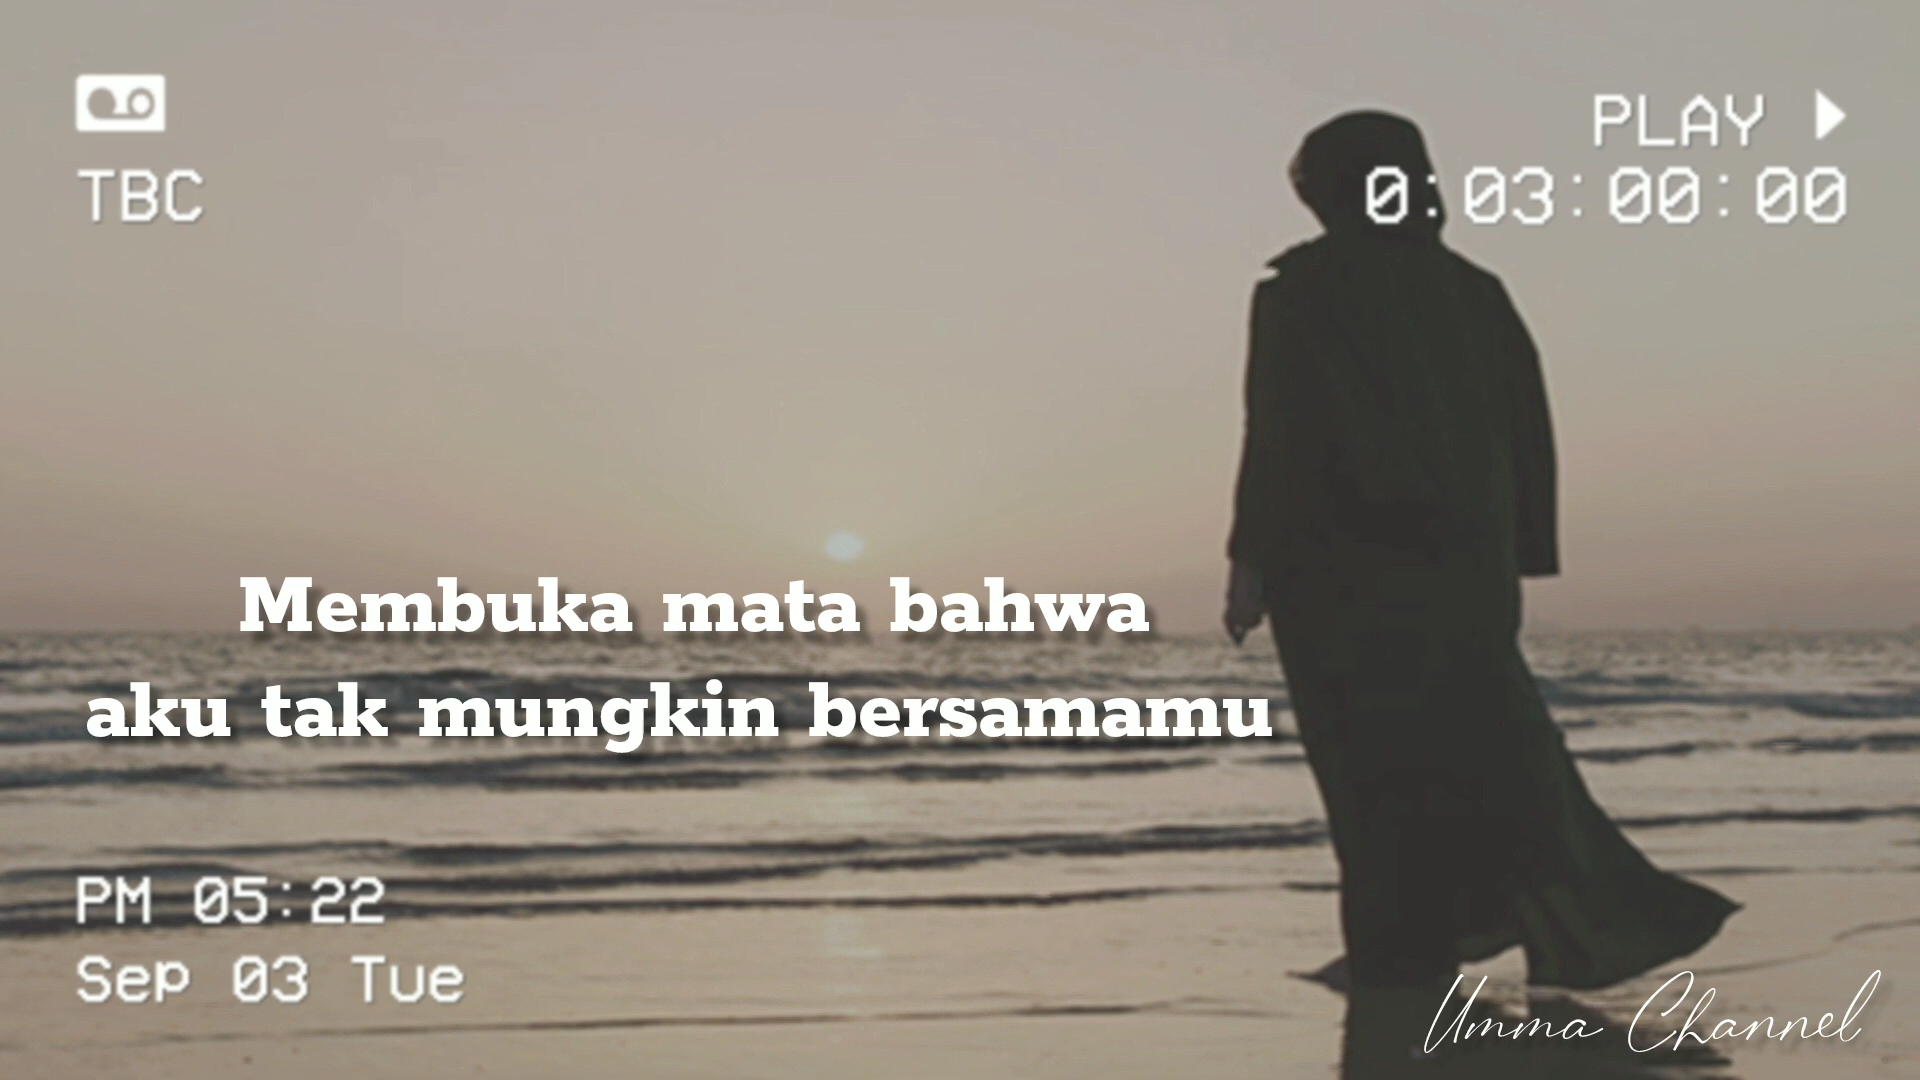 TBC
PLAY
0:03:00:00
Membuka mata bahwa
aku tak mungkin bersamamu
PM 05:22
Sep 03 Tue
Umma Channel